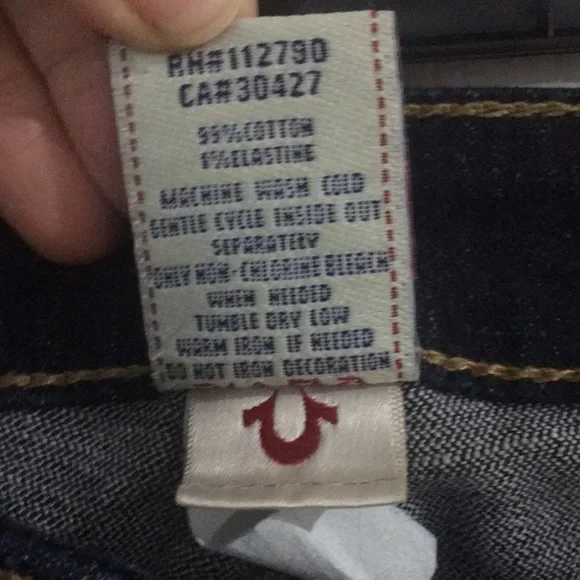 RN#112790
CA#30427
99%COTTON
1%ELASTINE
MACHINE WASH COLD
GENTLE CYCLE INSIDE OUT
SEPARATELY
ONLY NON-CHLORINE BLEACH
WHEN NEEDED
TUMBLE DRY LOW
WARM IRON IF NEEDED
DO NOT IRON DECORATION